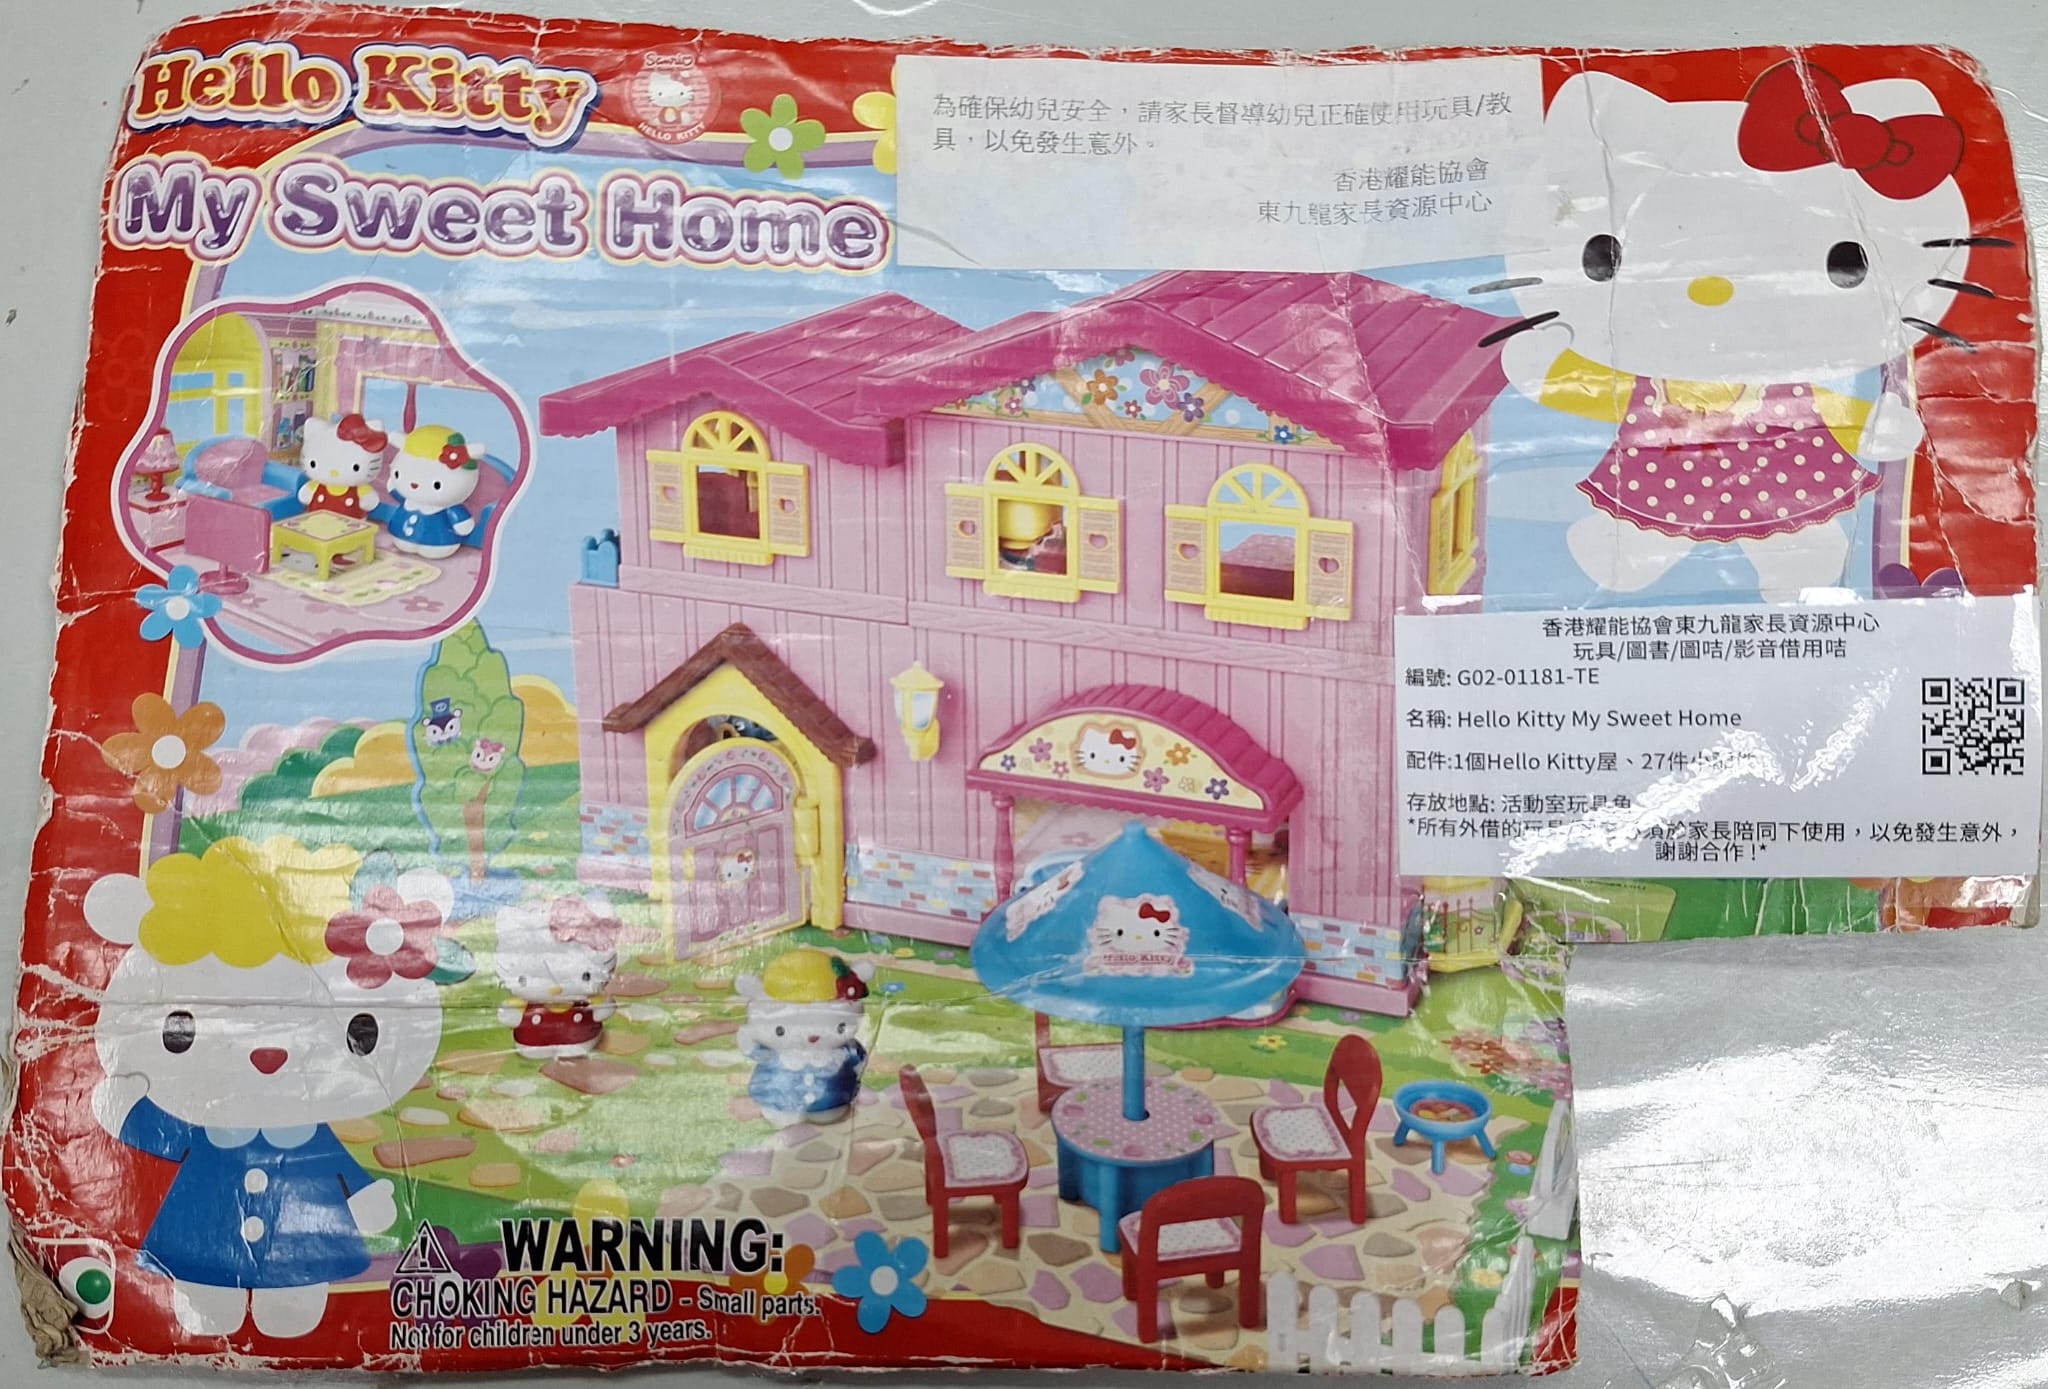 Hello Kitty
Sanrio
HELLO KITTY
My Sweet Home
為確保幼兒安全，請家長督導幼兒正確使用玩具/教
具，以免發生意外。
香港耀能協會
東九龍家長資源中心
香港耀能協會東九龍家長資源中心
玩具/圖書/圖咭/影音借用咭
編號: G02-01181-TE
名稱: Hello Kitty My Sweet Home
配件:1個Hello Kitty屋、27件小配件
存放地點: 活動室玩具
*所有外借的玩具 必須於家長陪同下使用，以免發生意外，
謝謝合作！*
Hello Kitty
WARNING:
CHOKING HAZARD - Small parts.
Not for children under 3 years.